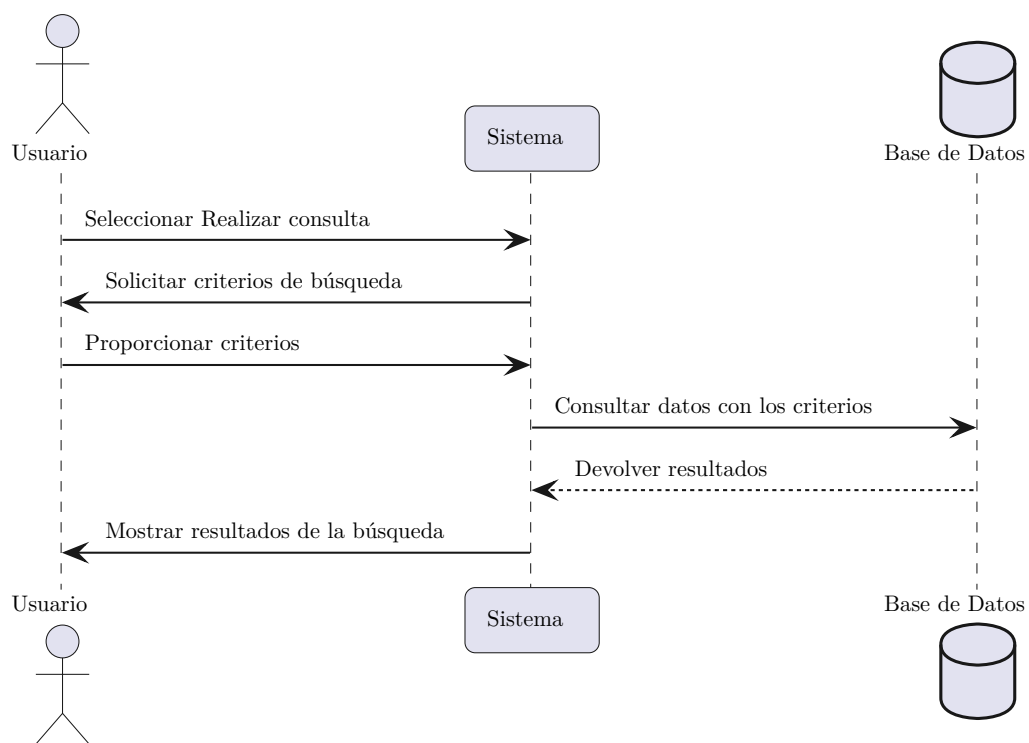 Usuario
Sistema
Base de Datos
Seleccionar Realizar consulta
Solicitar criterios de búsqueda
Proporcionar criterios
Consultar datos con los criterios
Devolver resultados
Mostrar resultados de la búsqueda
Usuario
Sistema
Base de Datos